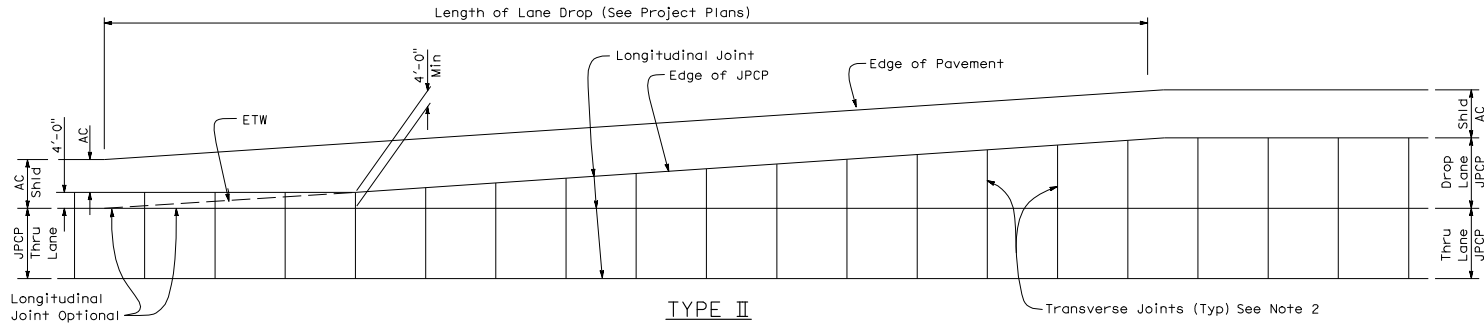 Length of Lane Drop (See Project Plans)
4'-0"
Min
Longitudinal Joint
Edge of JPCP
Edge of Pavement
ETW
4'-0"
AC
AC
Shld
JPCP
Thru
Lane
Shld
AC
Drop
Lane
JPCP
Thru
Lane
JPCP
Longitudinal
Joint Optional
TYPE II
Transverse Joints (Typ) See Note 2